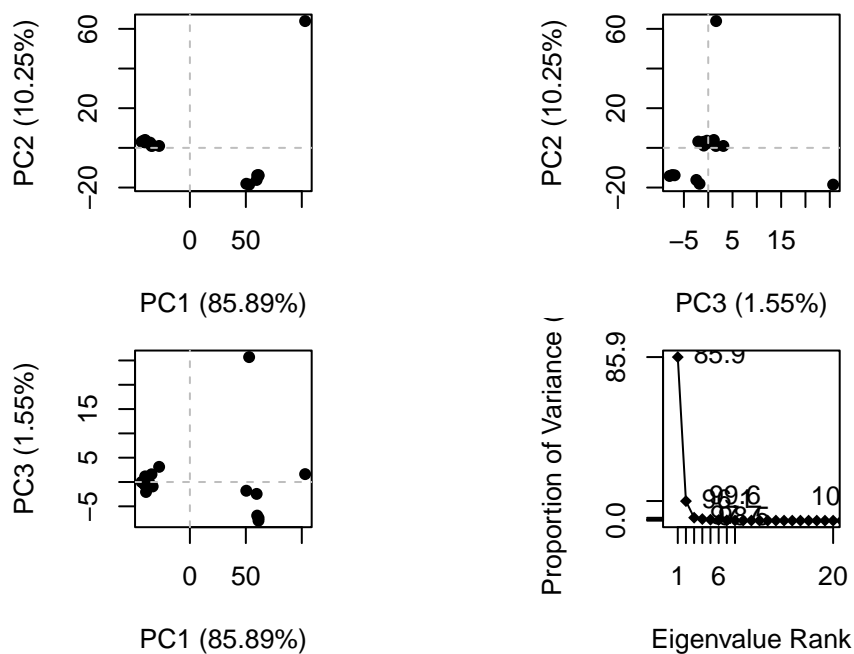 60
20
−20
PC2 (10.25%)
0 50
PC1 (85.89%)
60
20
−20
PC2 (10.25%)
−5 5 15
PC3 (1.55%)
15
5
−5
PC3 (1.55%)
0 50
PC1 (85.89%)
85.9
0.0
Proportion of Variance (
85.9
99.6
10
1 6 20
Eigenvalue Rank